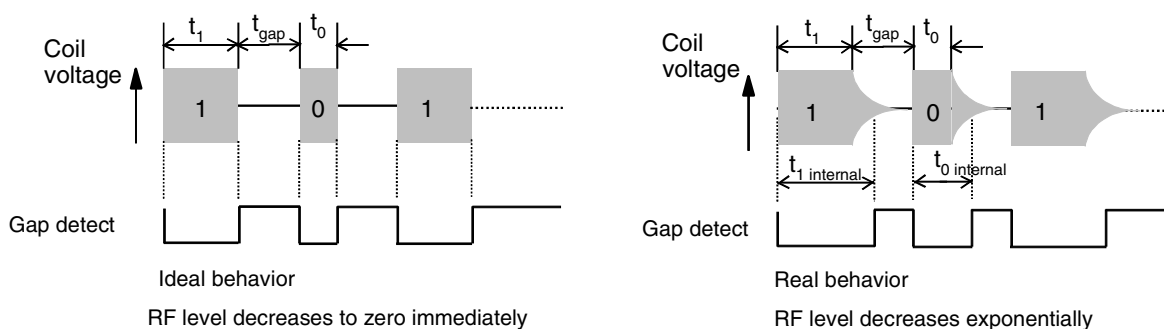 t1 tgap t0
Coil
voltage
1 0 1
Gap detect
Ideal behavior
RF level decreases to zero immediately
t1 tgap t0
Coil
voltage
1 0 1
t1 internal t0 internal
Gap detect
Real behavior
RF level decreases exponentially